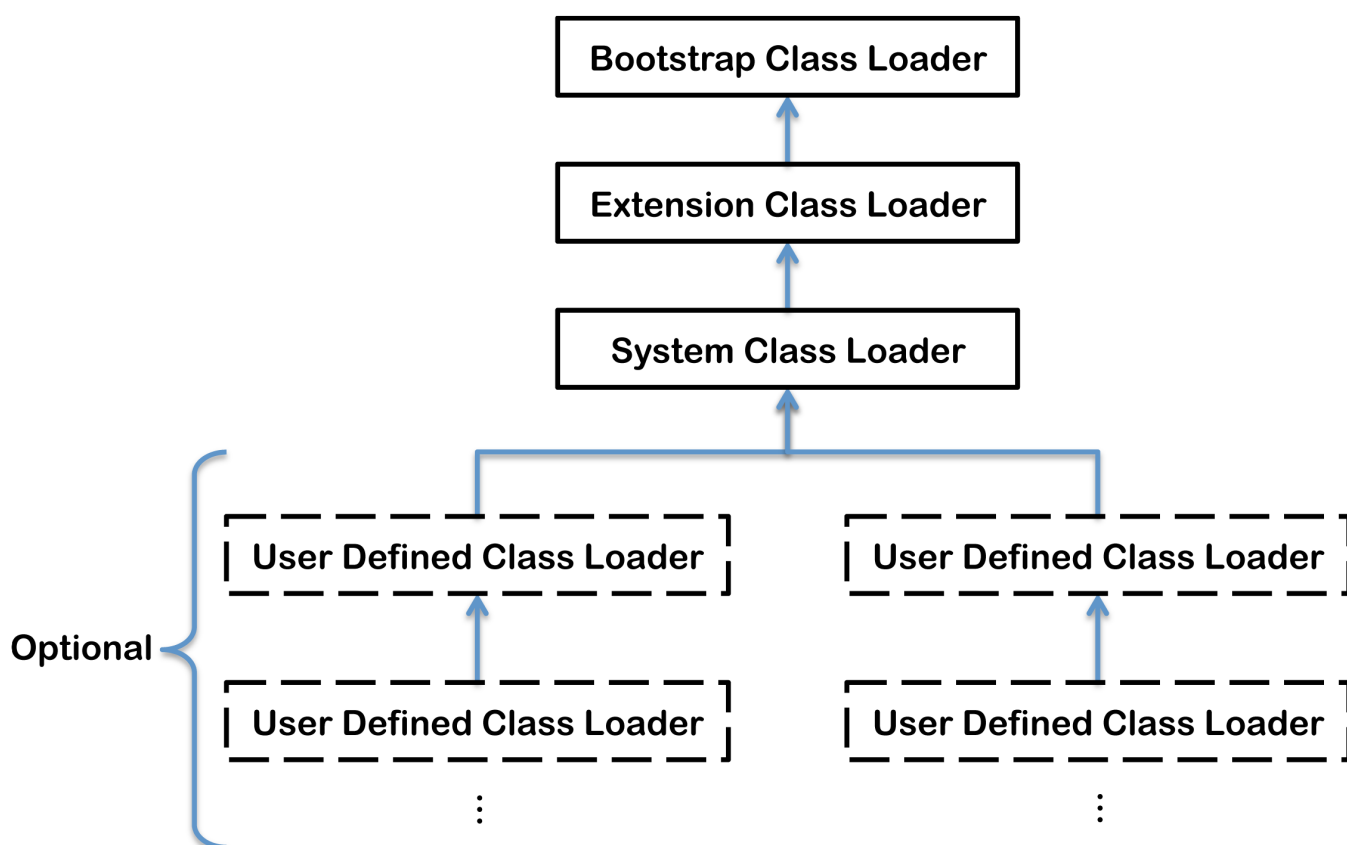 Bootstrap Class Loader
Extension Class Loader
System Class Loader
User Defined Class Loader
User Defined Class Loader
Optional
User Defined Class Loader
User Defined Class Loader